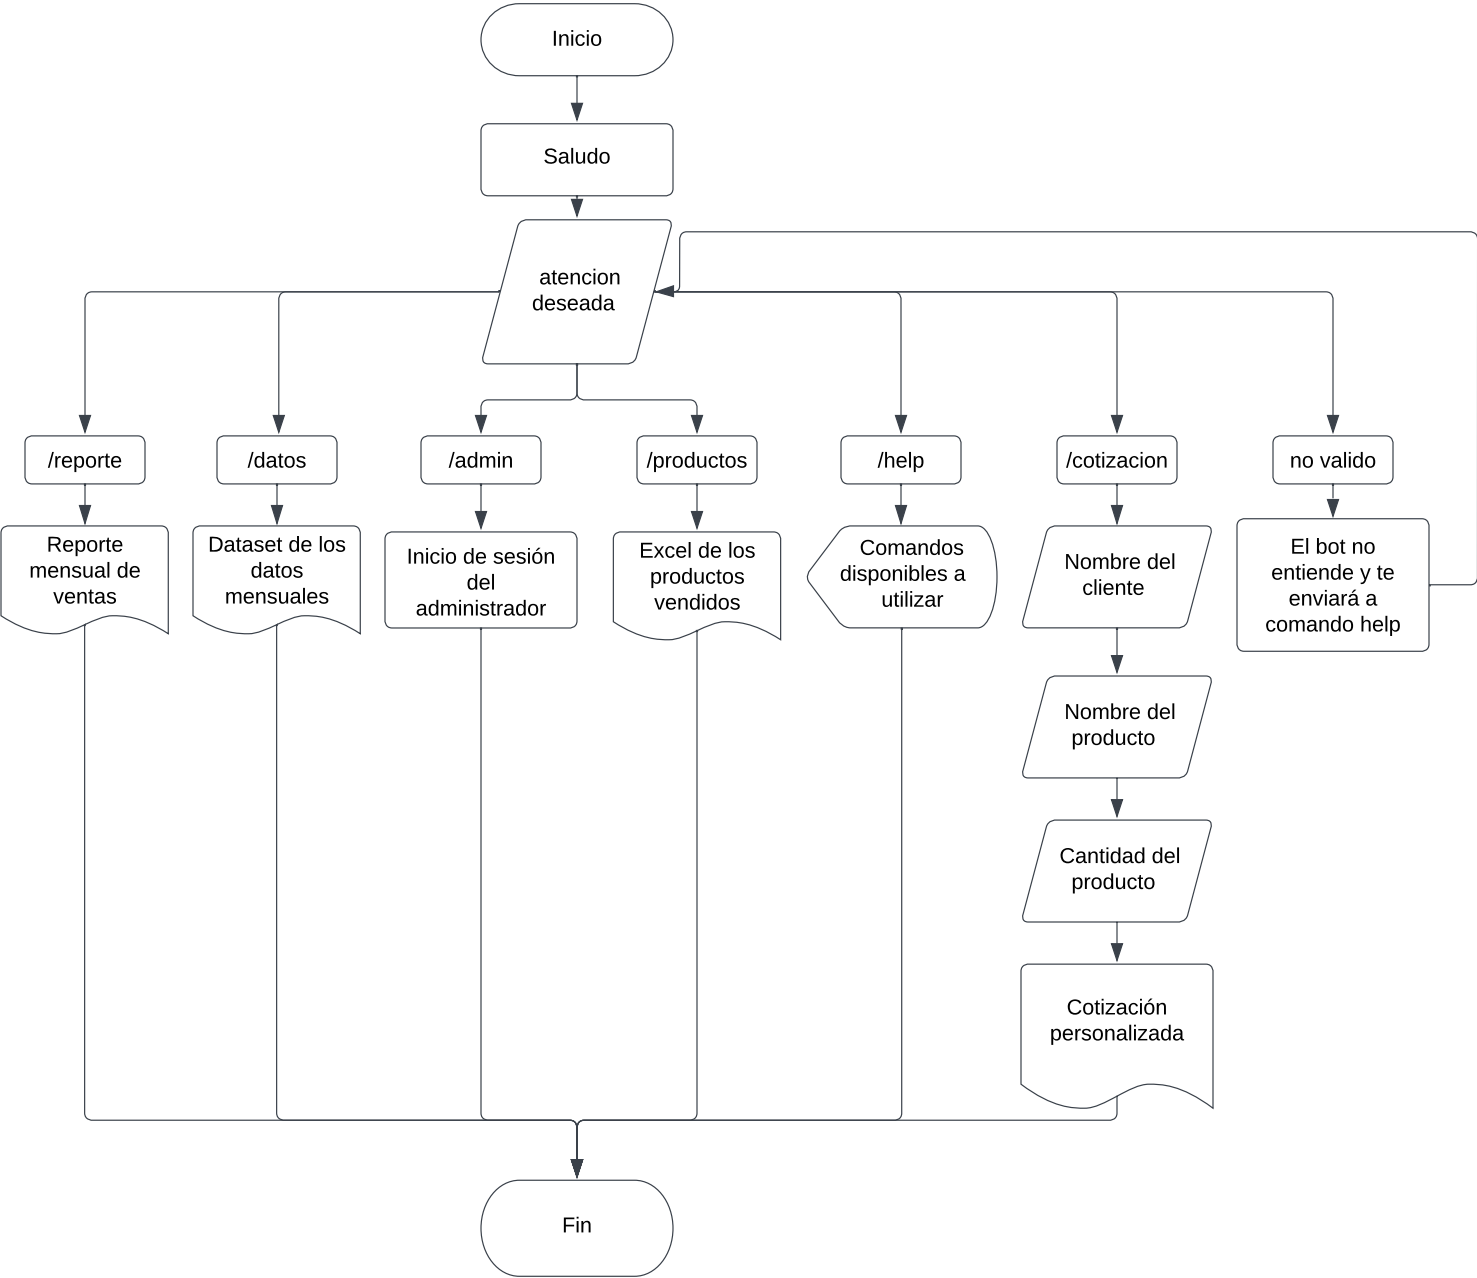 Inicio
Saludo
atencion
deseada
/reporte
/datos
/admin
/productos
/help
/cotizacion
no valido
Reporte
mensual de
ventas
Dataset de los
datos
mensuales
Inicio de sesión
del
administrador
Excel de los
productos
vendidos
Comandos
disponibles a
utilizar
Nombre del
cliente
El bot no
entiende y te
enviará a
comando help
Nombre del
producto
Cantidad del
producto
Cotización
personalizada
Fin